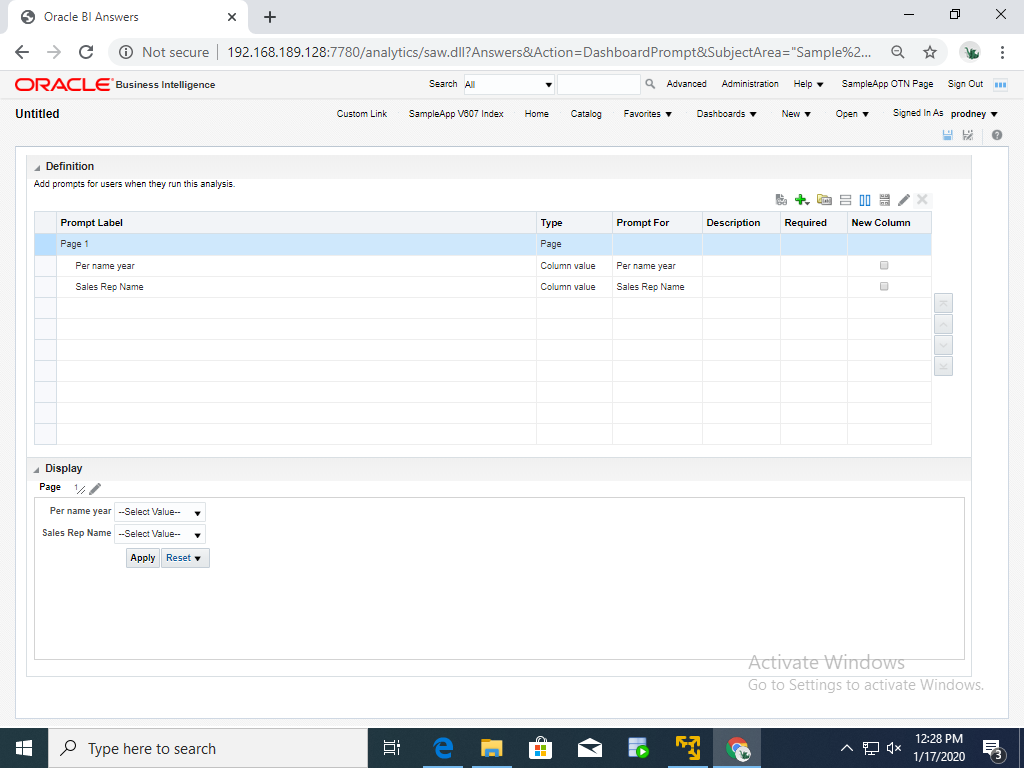 Oracle BI Answers
Not secure 192.168.189.128:7780/analytics/saw.dll?Answers&Action=DashboardPrompt&SubjectArea="Sample%2...
ORACLE Business Intelligence Search All Advanced Administration Help SampleApp OTN Page Sign Out
Untitled Custom Link SampleApp V607 Index Home Catalog Favorites Dashboards New Open Signed In As prodney
Definition
Add prompts for users when they run this analysis.
Prompt Label Type Prompt For Description Required New Column
Page 1 Page
Per name year Column value Per name year
Sales Rep Name Column value Sales Rep Name
Display
Page 1/
Per name year --Select Value--
Sales Rep Name --Select Value--
Apply Reset
Activate Windows
Go to Settings to activate Windows.
Type here to search
12:28 PM
1/17/2020
3